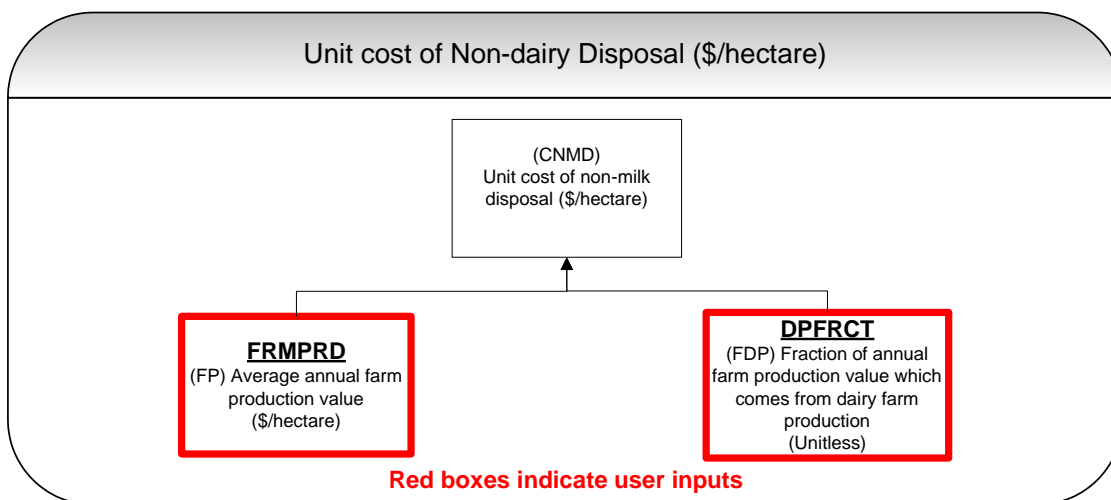 Unit cost of Non-dairy Disposal ($/hectare)
(CNMD)
Unit cost of non-milk
disposal ($/hectare)
FRMPRD
(FP) Average annual farm
production value
($/hectare)
DPFRCT
(FDP) Fraction of annual
farm production value which
comes from dairy farm
production
(Unitless)
Red boxes indicate user inputs